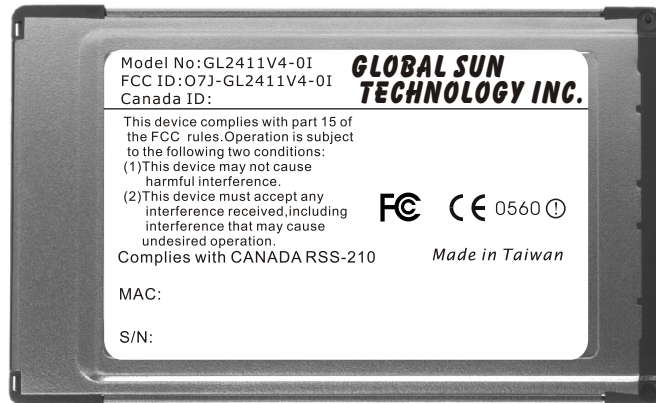 Model No:GL2411V4-0I
FCC ID:O7J-GL2411V4-0I
Canada ID:
GLOBAL SUN
TECHNOLOGY INC.
This device complies with part 15 of
the FCC rules.Operation is subject
to the following two conditions:
(1)This device may not cause
harmful interference.
(2)This device must accept any
interference received,including
interference that may cause
undesired operation.
FC CE 0560
Complies with CANADA RSS-210
Made in Taiwan
MAC:
S/N: